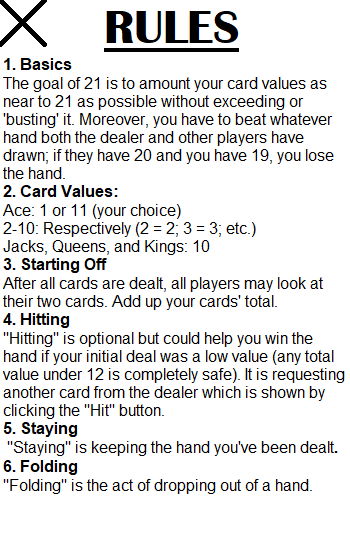 RULES
1. Basics
The goal of 21 is to amount your card values as
near to 21 as possible without exceeding or
'busting' it. Moreover, you have to beat whatever
hand both the dealer and other players have
drawn; if they have 20 and you have 19, you lose
the hand.
2. Card Values:
Ace: 1 or 11 (your choice)
2-10: Respectively (2 = 2; 3 = 3; etc.)
Jacks, Queens, and Kings: 10
3. Starting Off
After all cards are dealt, all players may look at
their two cards. Add up your cards' total.
4. Hitting
"Hitting" is optional but could help you win the
hand if your initial deal was a low value (any total
value under 12 is completely safe). It is requesting
another card from the dealer which is shown by
clicking the "Hit" button.
5. Staying
"Staying" is keeping the hand you've been dealt.
6. Folding
"Folding" is the act of dropping out of a hand.